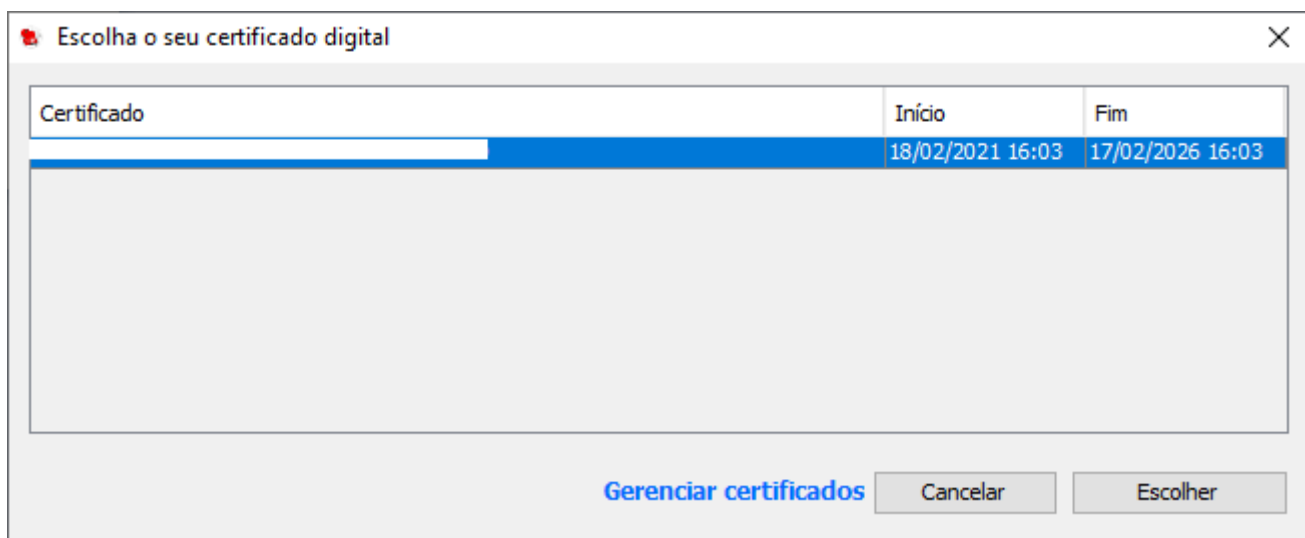 Escolha o seu certificado digital
Certificado Início Fim
18/02/2021 16:03 17/02/2026 16:03
Gerenciar certificados Cancelar Escolher